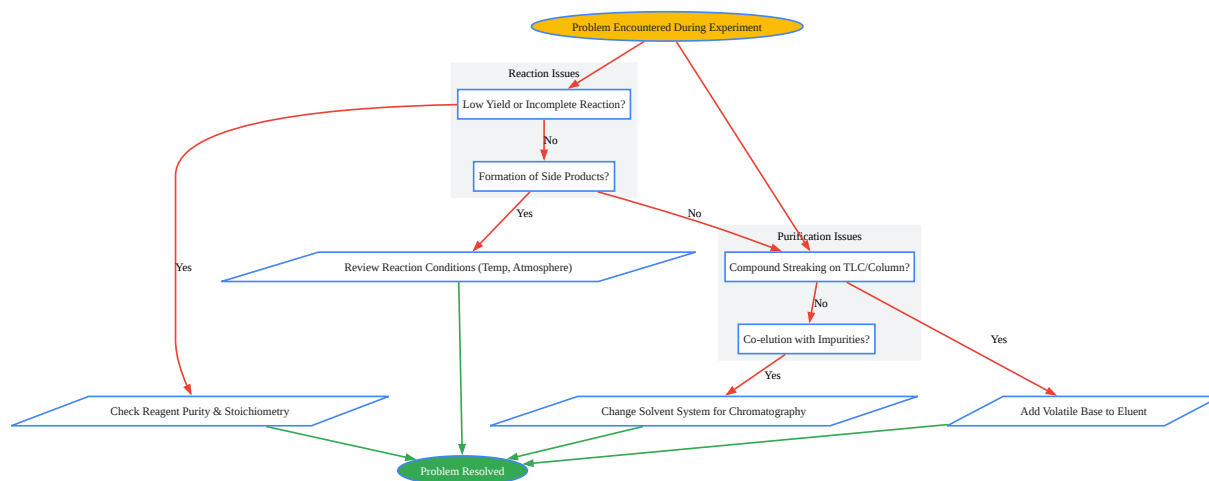 Problem Encountered During Experiment
Reaction Issues
Low Yield or Incomplete Reaction?
No
Formation of Side Products?
Yes
No
Purification Issues
Yes
Review Reaction Conditions (Temp, Atmosphere)
Compound Streaking on TLC/Column?
No
Co-elution with Impurities?
Yes
Yes
Check Reagent Purity & Stoichiometry
Change Solvent System for Chromatography
Add Volatile Base to Eluent
Problem Resolved